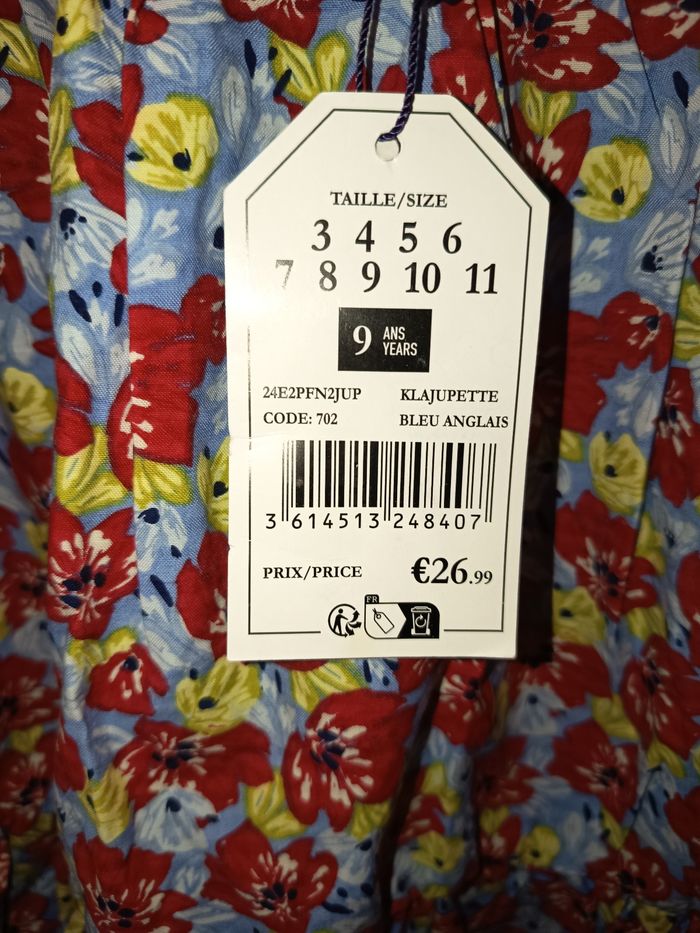 TAILLE/SIZE
3 4 5 6
7 8 9 10 11
9 ANS
YEARS
24E2PFN2JUP KLAJUPETTE
CODE: 702 BLEU ANGLAIS
3 614513 248407
PRIX/PRICE €26.99
FR